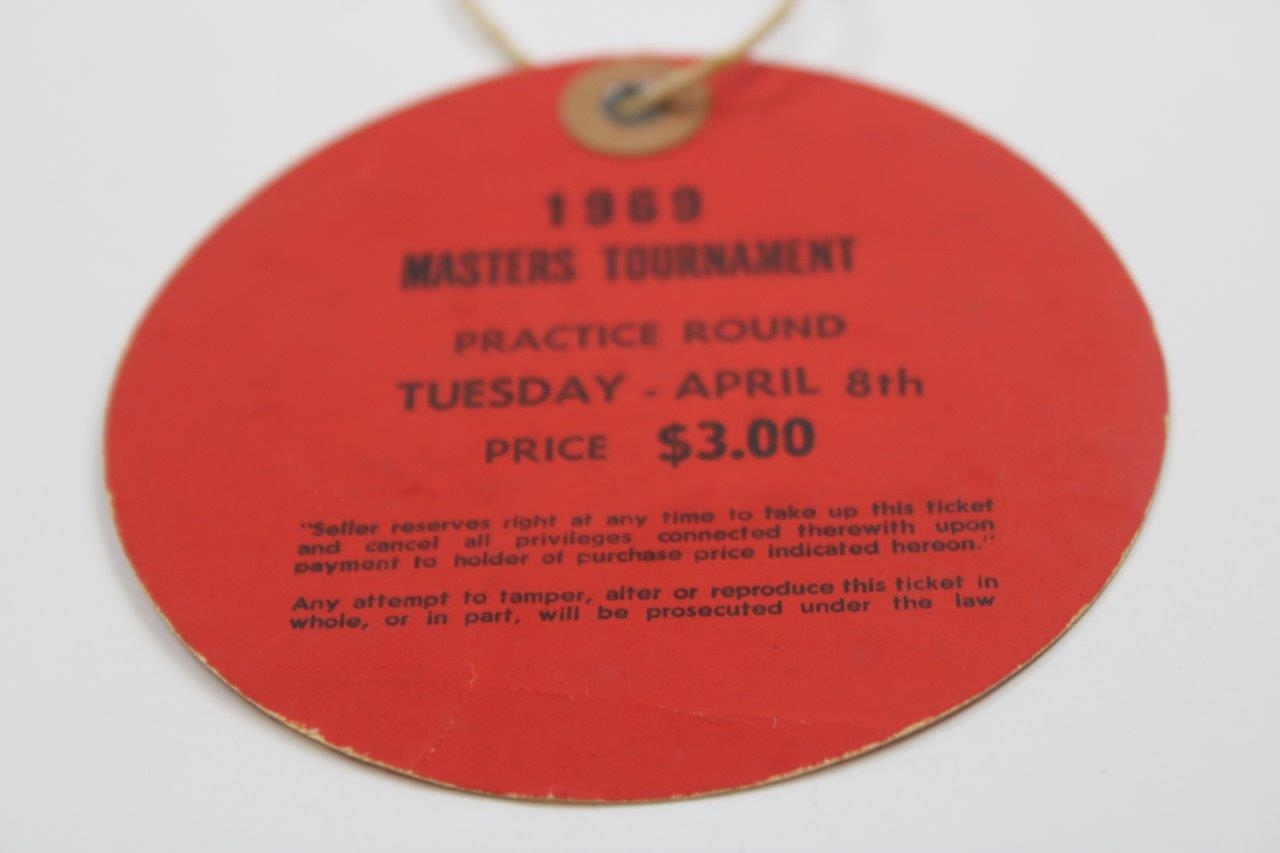 1969
MASTERS TOURNAMENT
PRACTICE ROUND
TUESDAY - APRIL 8th
PRICE $3.00
"Seller reserves right at any time to take up this ticket
and cancel all privileges connected therewith upon
payment to holder of purchase price indicated hereon."
Any attempt to tamper, alter or reproduce this ticket in
whole, or in part, will be prosecuted under the law